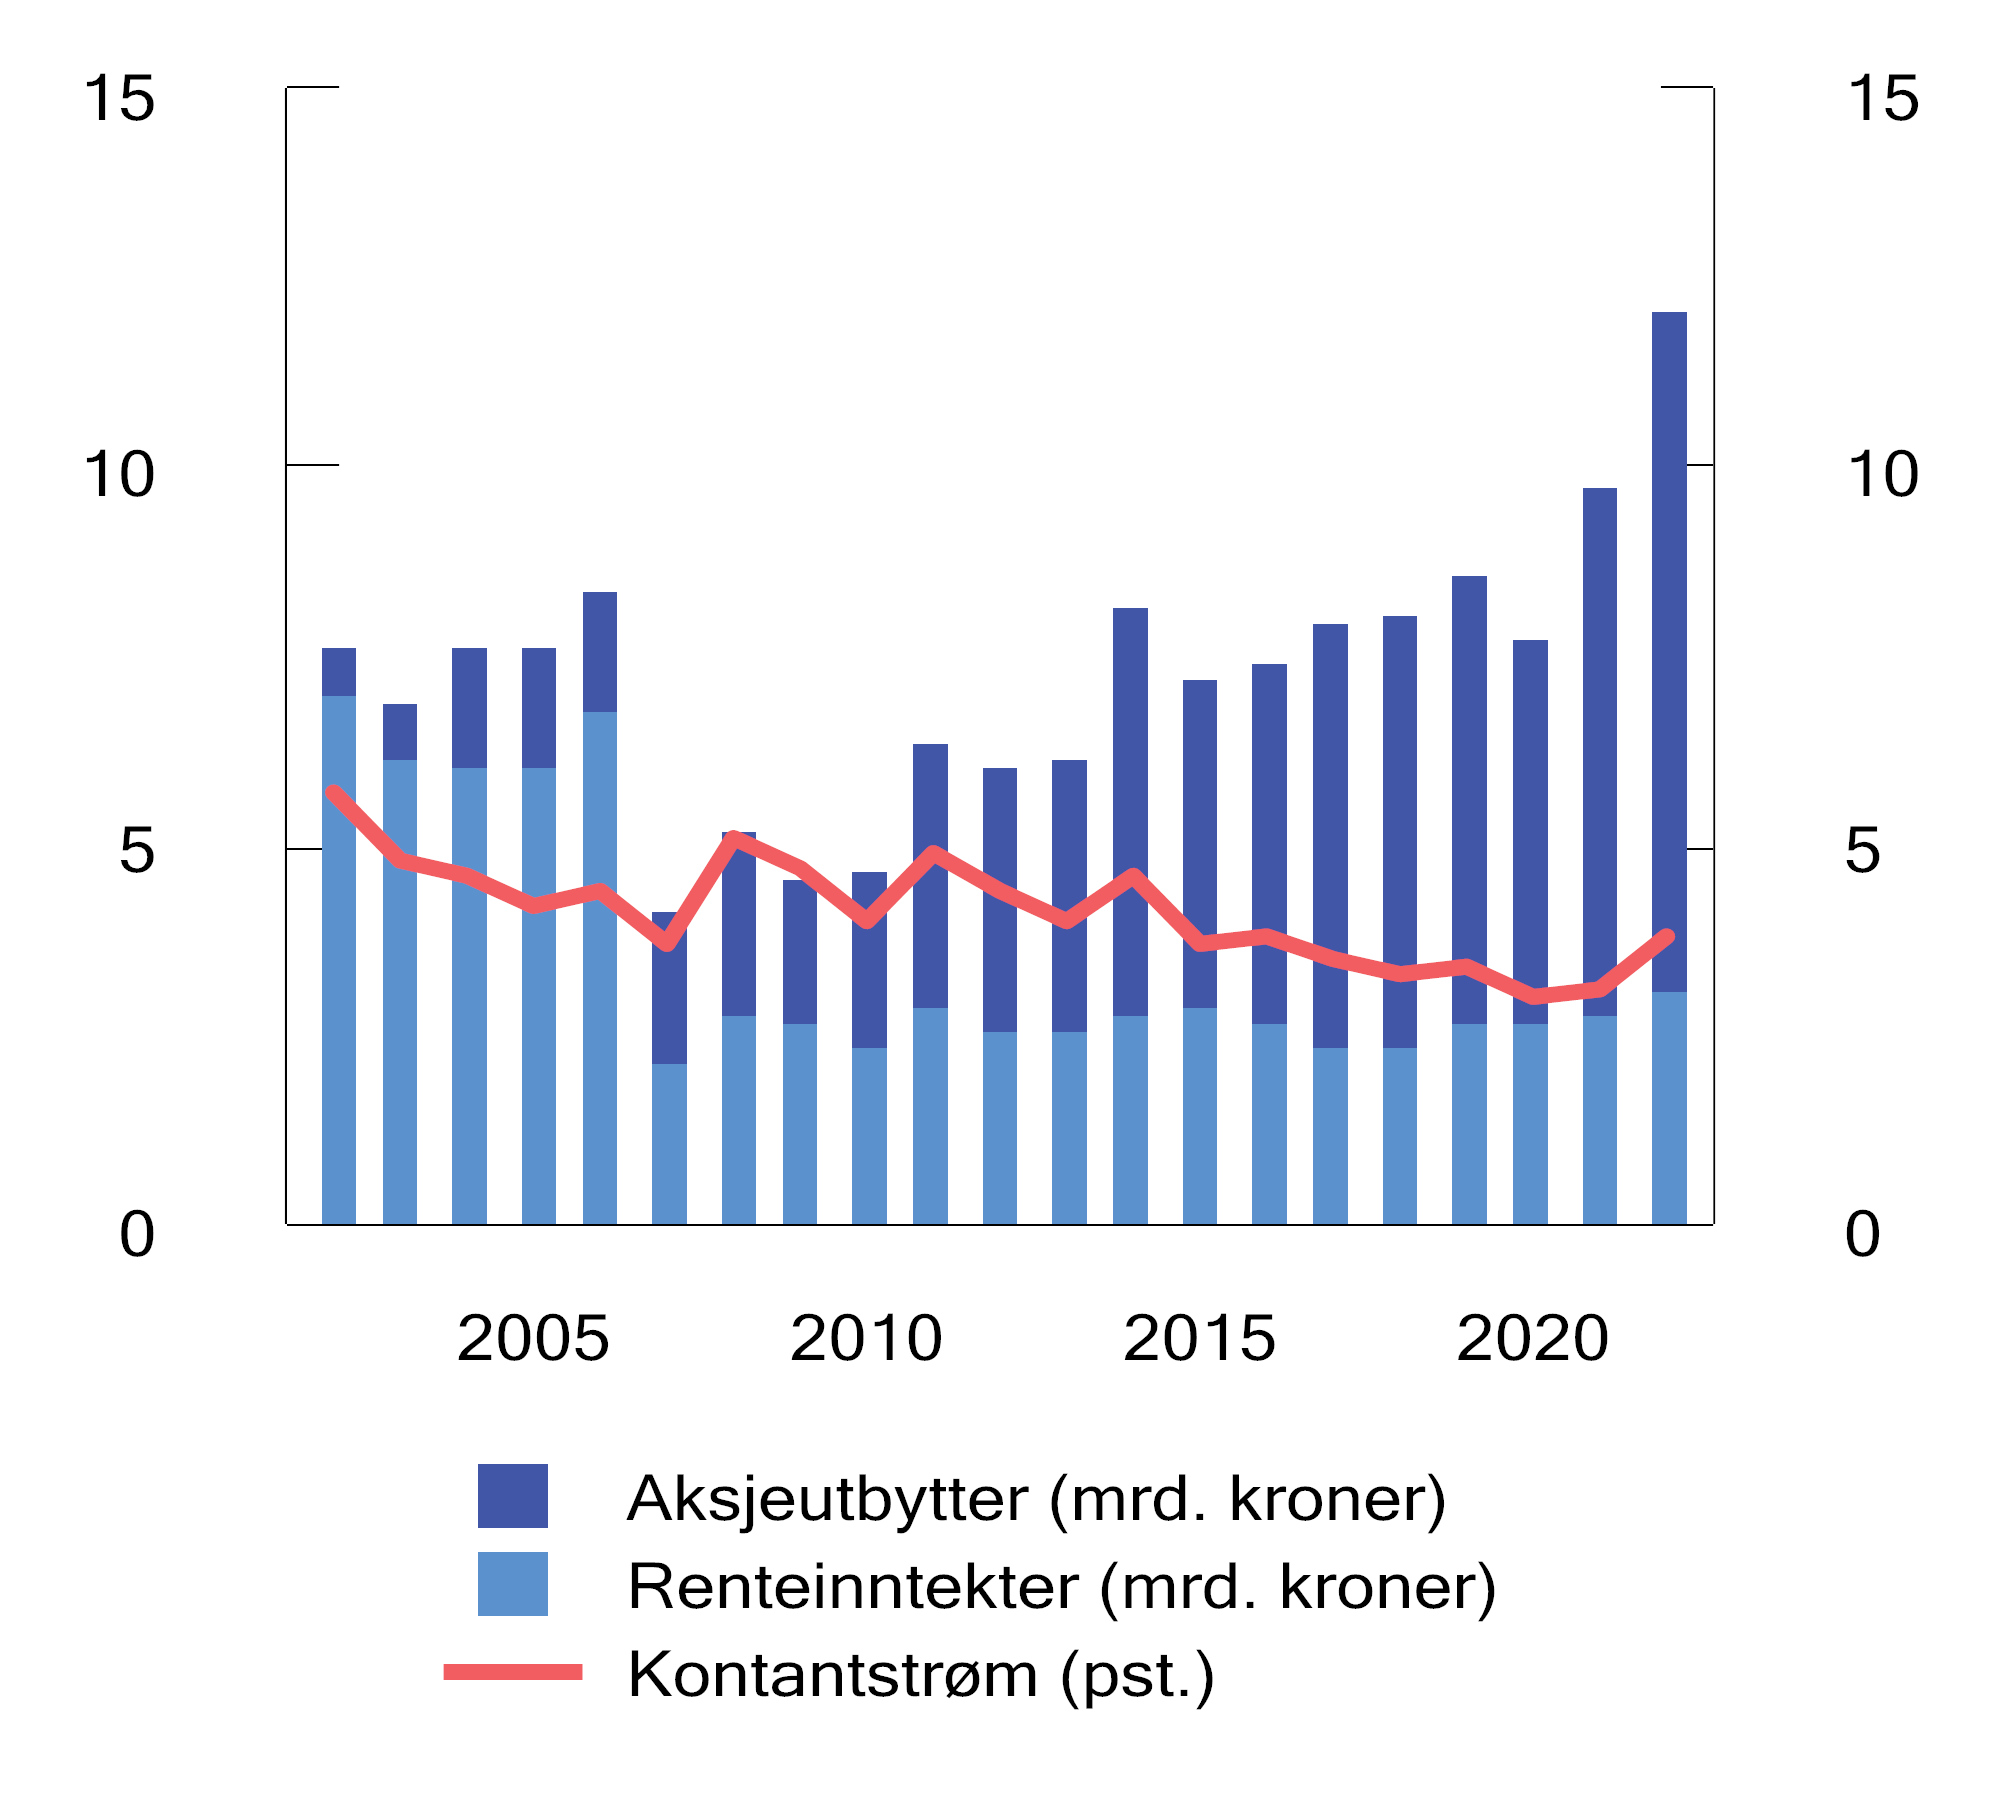 15 15
10 10
5 5
0 0
2005 2010 2015 2020
Aksjeutbytter (mrd. kroner)
Renteinntekter (mrd. kroner)
Kontantstrøm (pst.)